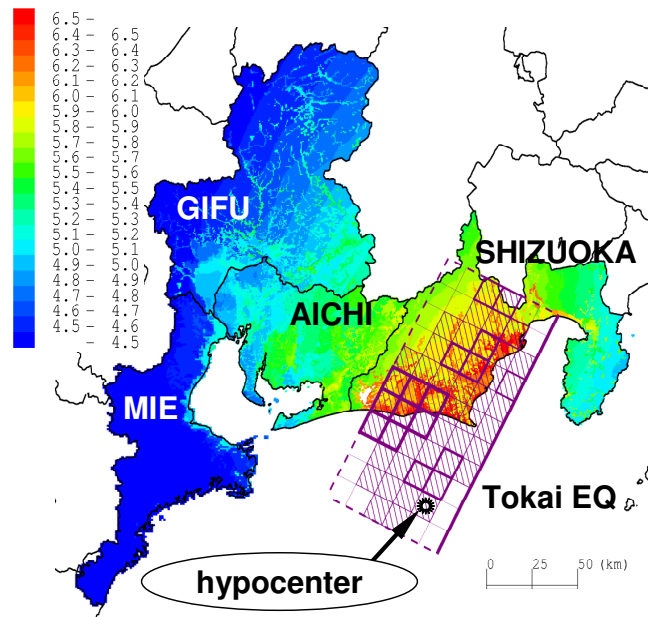 6.5 –
6.4 – 6.5
6.3 – 6.4
6.2 – 6.3
6.1 – 6.2
6.0 – 6.1
5.9 – 6.0
5.8 – 5.9
5.7 – 5.8
5.6 – 5.7
5.5 – 5.6
5.4 – 5.5
5.3 – 5.4
5.2 – 5.3
5.1 – 5.2
5.0 – 5.1
4.9 – 5.0
4.8 – 4.9
4.7 – 4.8
4.6 – 4.7
4.5 – 4.6
– 4.5
GIFU
SHIZUOKA
AICHI
MIE
Tokai EQ
hypocenter
0 25 50 (km)